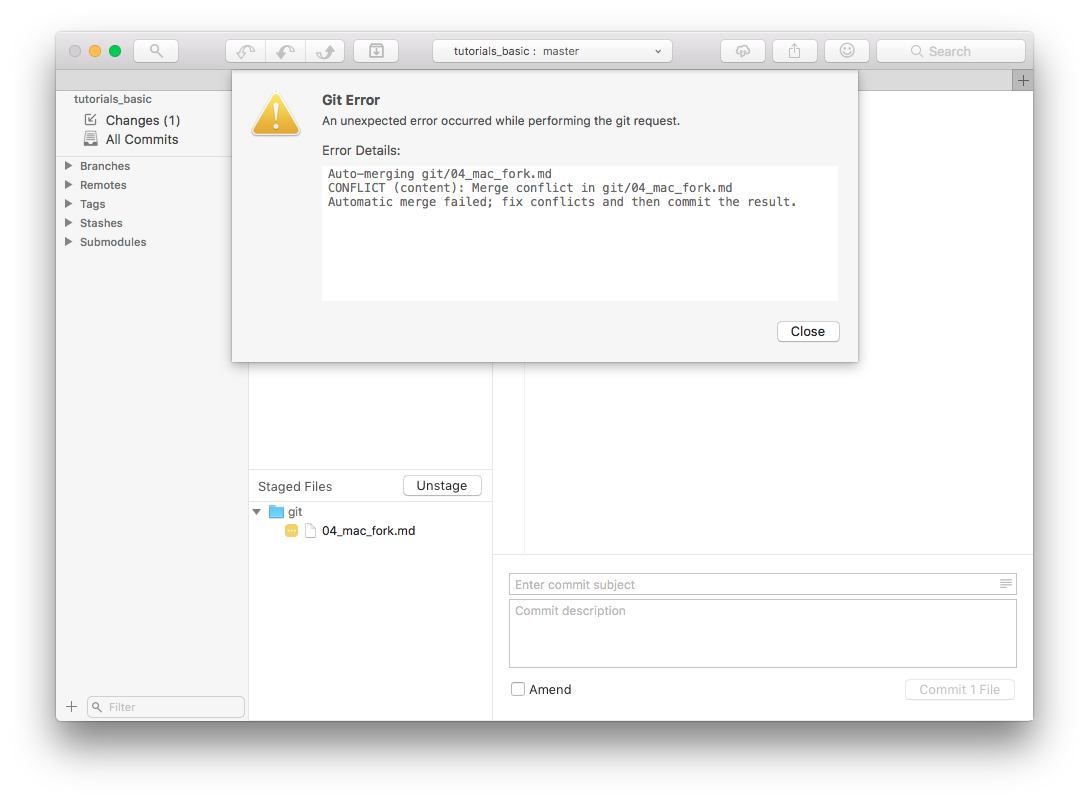 tutorials_basic : master
Search
tutorials_basic
Changes (1)
All Commits
Branches
Remotes
Tags
Stashes
Submodules
Filter
Git Error
An unexpected error occurred while performing the git request.
Error Details:
Auto-merging git/04_mac_fork.md
CONFLICT (content): Merge conflict in git/04_mac_fork.md
Automatic merge failed; fix conflicts and then commit the result.
Close
Staged Files
Unstage
git
04_mac_fork.md
Enter commit subject
Commit description
Amend
Commit 1 File